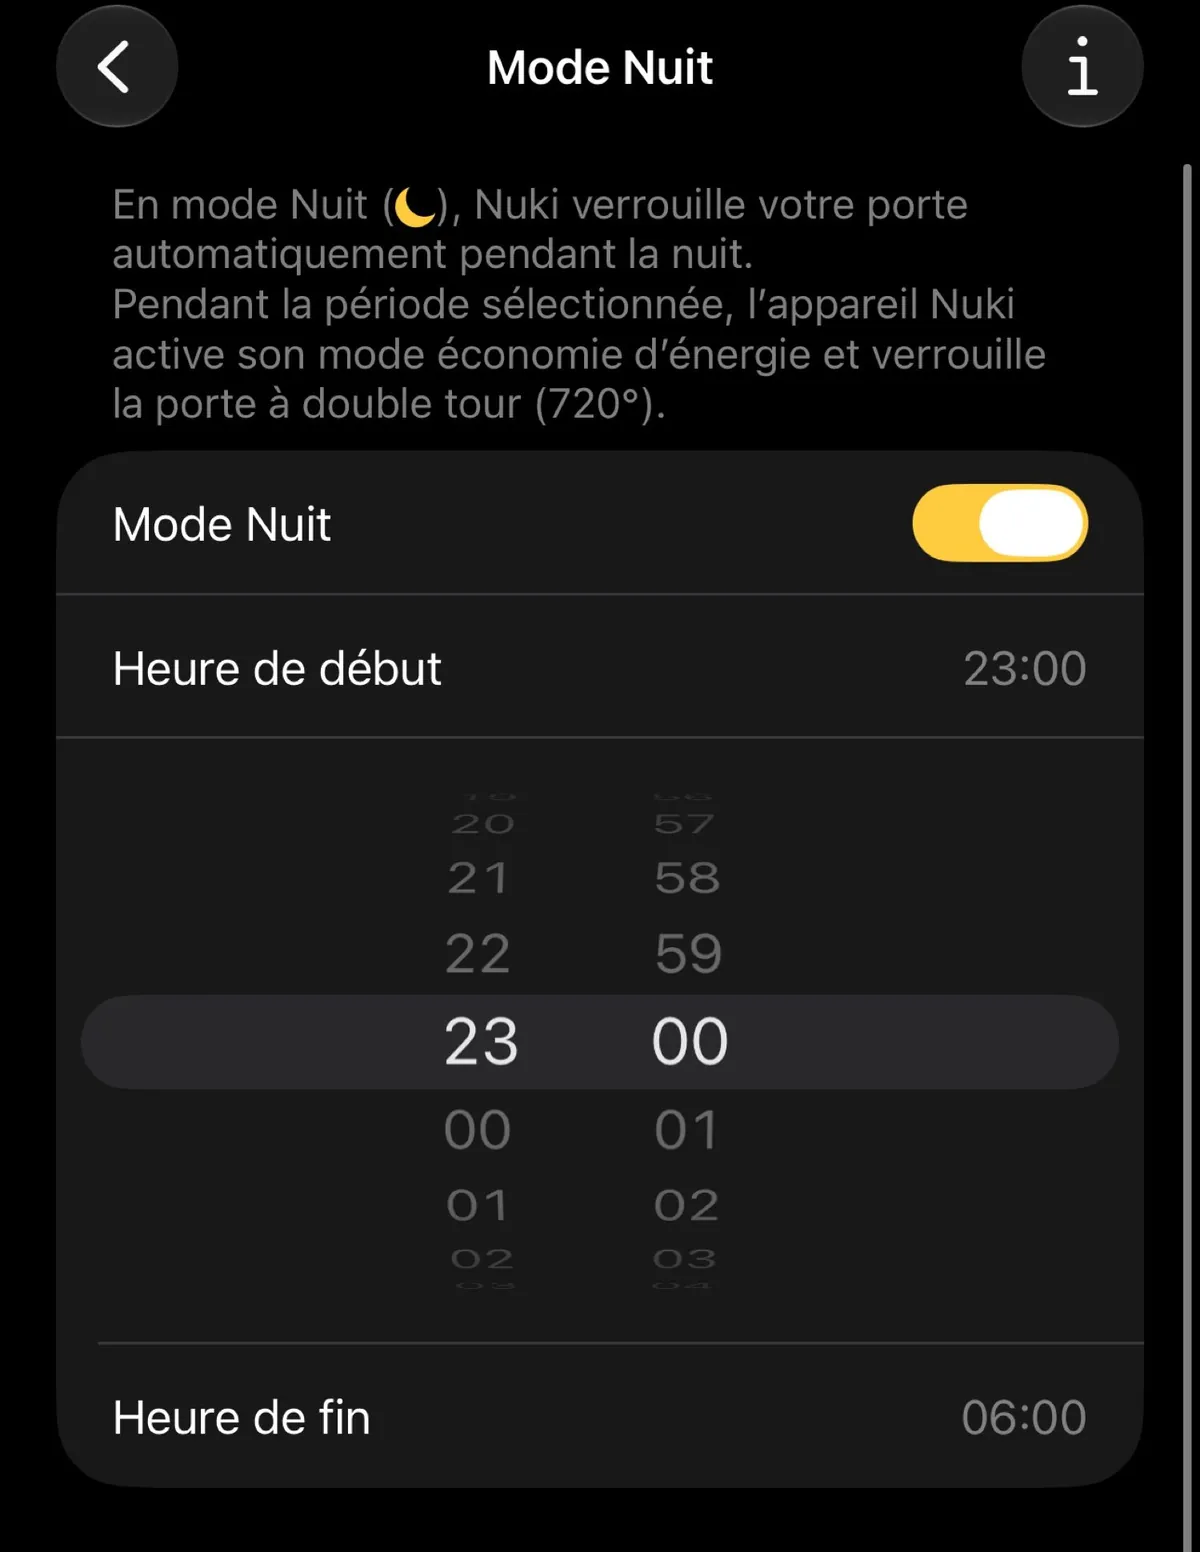 Mode Nuit
En mode Nuit (🌙), Nuki verrouille votre porte
automatiquement pendant la nuit.
Pendant la période sélectionnée, l’appareil Nuki
active son mode économie d’énergie et verrouille
la porte à double tour (720°).
Mode Nuit
Heure de début 23:00
20 57
21 58
22 59
23 00
00 01
01 02
02 03
03 04
Heure de fin 06:00